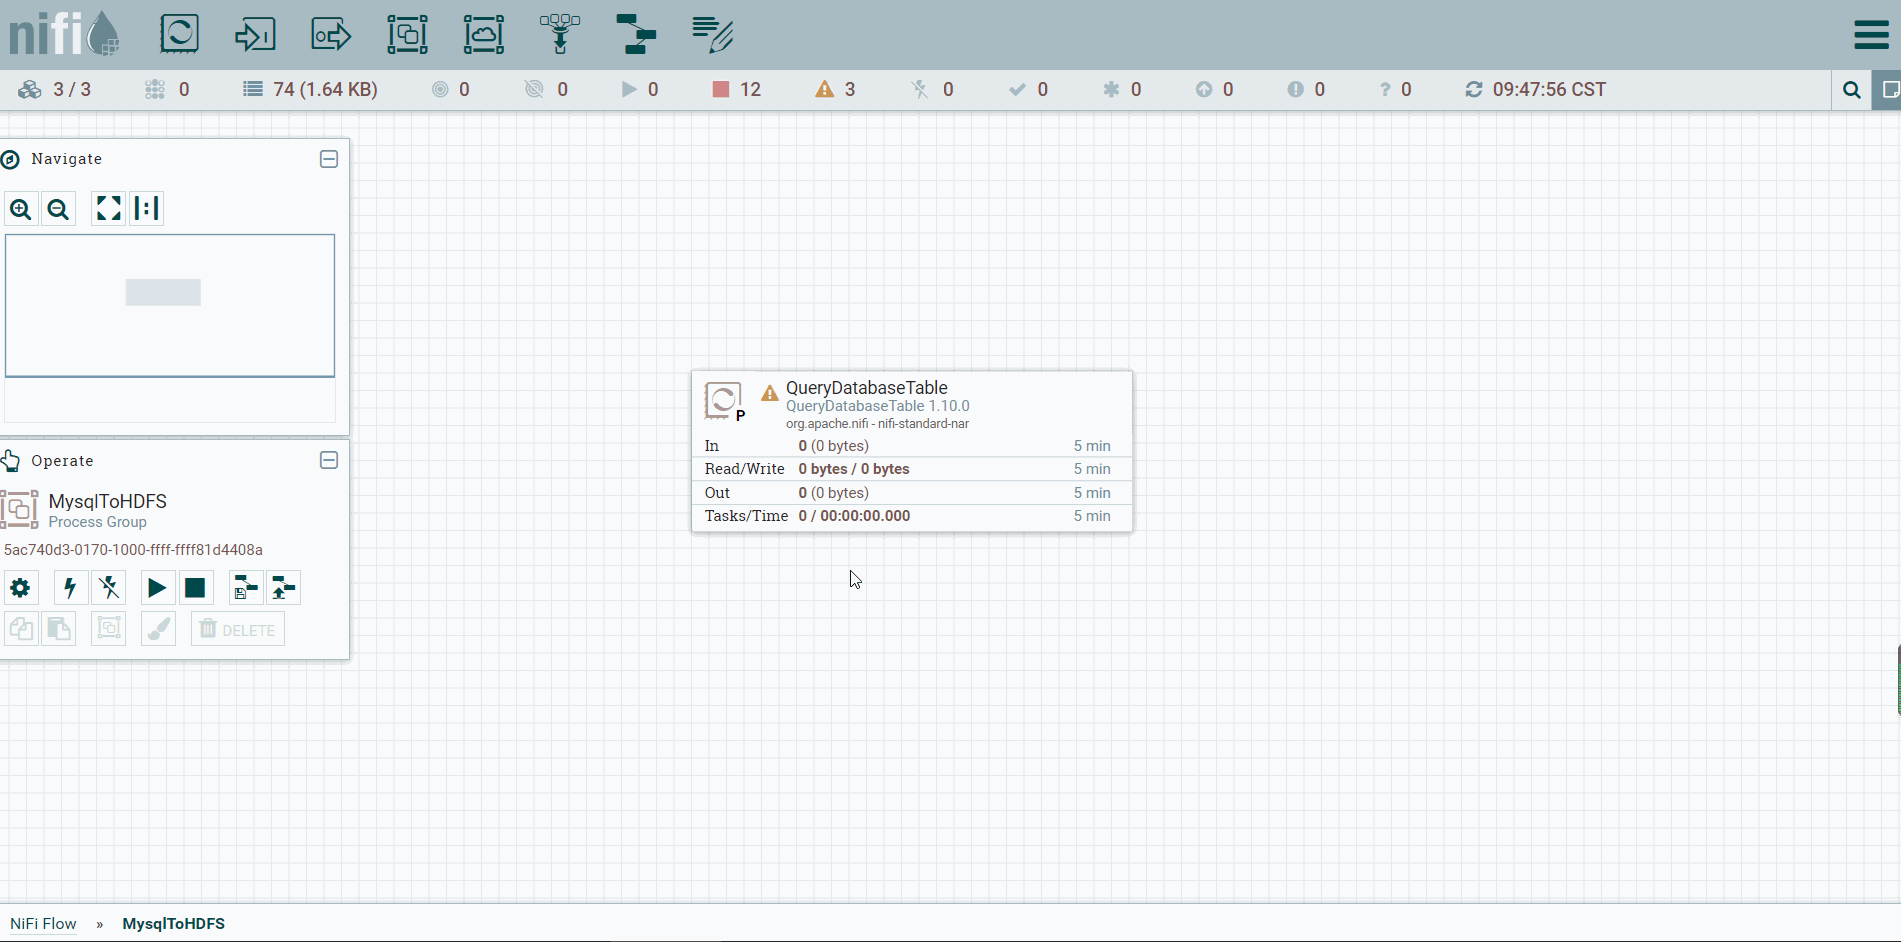 nifi
3 / 3 0 74 (1.64 KB) 0 0 0 12 3 0 0 0 0 0 ? 0 09:47:56 CST
Navigate
Operate
MysqlToHDFS
Process Group
5ac740d3-0170-1000-ffff-ffff81d4408a
DELETE
P
QueryDatabaseTable
QueryDatabaseTable 1.10.0
org.apache.nifi - nifi-standard-nar
In 0 (0 bytes) 5 min
Read/Write 0 bytes / 0 bytes 5 min
Out 0 (0 bytes) 5 min
Tasks/Time 0 / 00:00:00.000 5 min
NiFi Flow » MysqlToHDFS